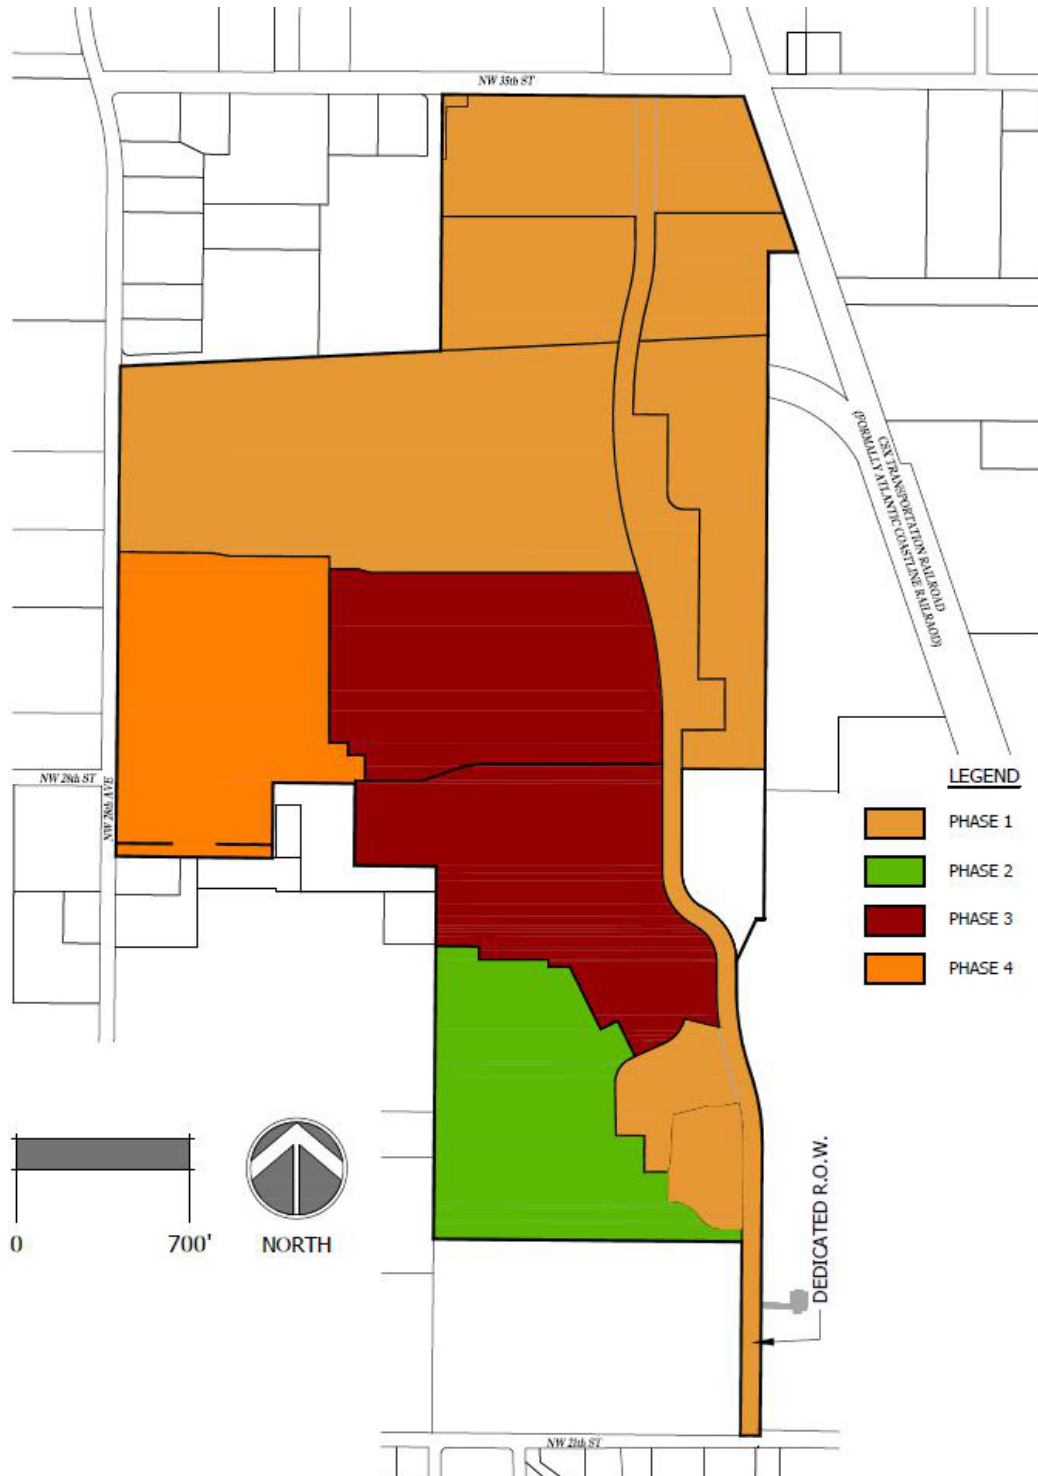 NW 35th ST
CSX TRANSPORTATION RAILROAD
(FORMALLY ATLANTIC COASTLINE RAILRAOD)
NW 28th ST
NW 28th AVE
LEGEND
PHASE 1
PHASE 2
PHASE 3
PHASE 4
0
700'
NORTH
DEDICATED R.O.W.
NW 21th ST